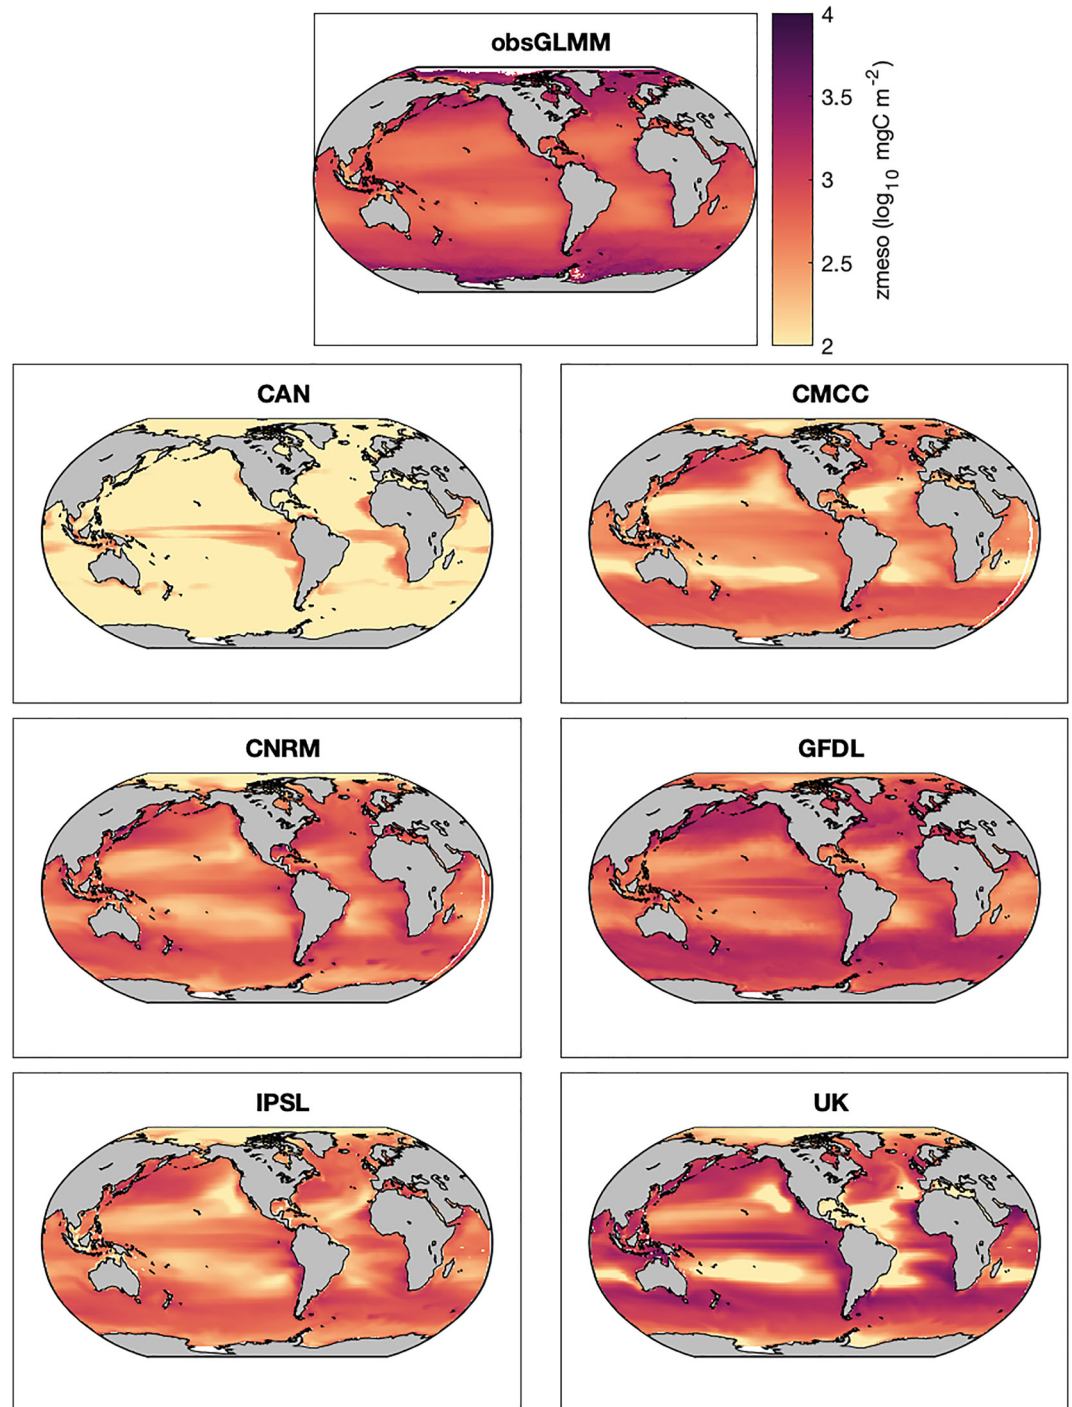 obsGLMM
4
3.5
3
2.5
2
zmeso (log10 mgC m-2)
CAN
CMCC
CNRM
GFDL
IPSL
UK